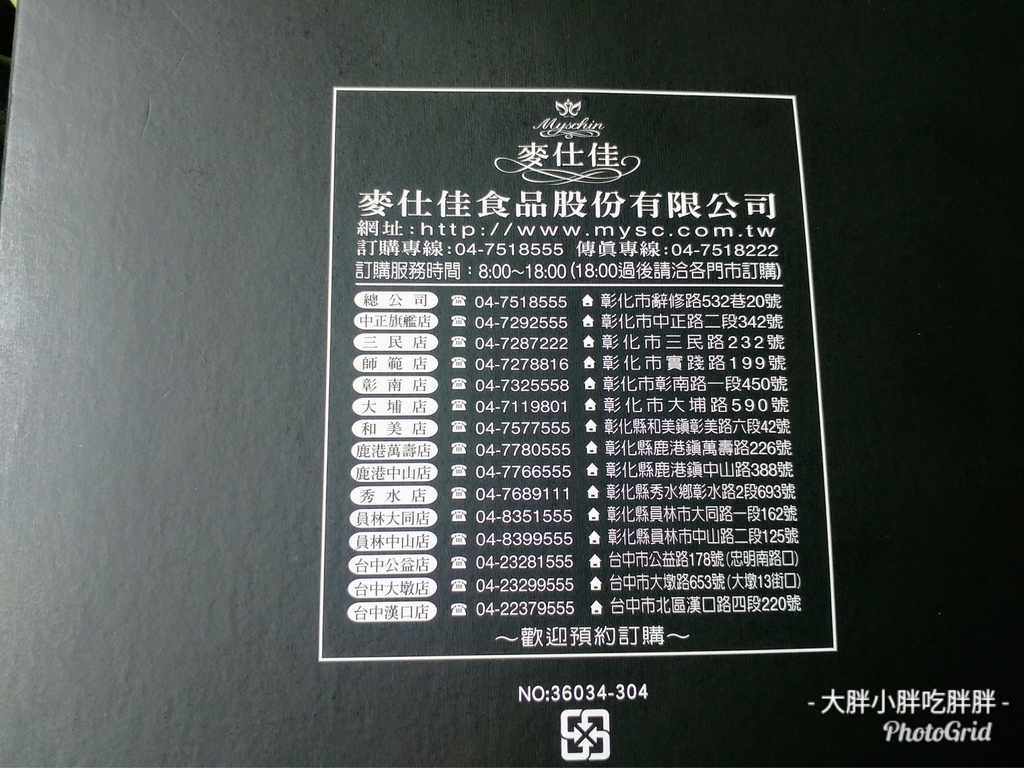 Myschin
麥仕佳
麥仕佳食品股份有限公司
網址:http://www.mysc.com.tw
訂購專線:04-7518555 傳眞專線:04-7518222
訂購服務時間：8:00~18:00(18:00過後請洽各門市訂購)
總公司 ☎ 04-7518555 彰化市辭修路532巷20號
中正旗艦店 ☎ 04-7292555 彰化市中正路二段342號
三民店 ☎ 04-7287222 彰化市三民路232號
師範店 ☎ 04-7278816 彰化市實踐路199號
彰南店 ☎ 04-7325558 彰化市彰南路一段450號
大埔店 ☎ 04-7119801 彰化市大埔路590號
和美店 ☎ 04-7577555 彰化縣和美鎮彰美路六段42號
鹿港萬壽店 ☎ 04-7780555 彰化縣鹿港鎮萬壽路226號
鹿港中山店 ☎ 04-7766555 彰化縣鹿港鎮中山路388號
秀水店 ☎ 04-7689111 彰化縣秀水鄉彰水路2段693號
員林大同店 ☎ 04-8351555 彰化縣員林市大同路一段162號
員林中山店 ☎ 04-8399555 彰化縣員林市中山路二段125號
台中公益店 ☎ 04-23281555 台中市公益路178號(忠明南路口)
台中大墩店 ☎ 04-23299555 台中市大墩路653號(大墩13街口)
台中漢口店 ☎ 04-22379555 台中市北區漢口路四段220號
~歡迎預約訂購~
NO:36034-304
- 大胖小胖吃胖胖 -
PhotoGrid